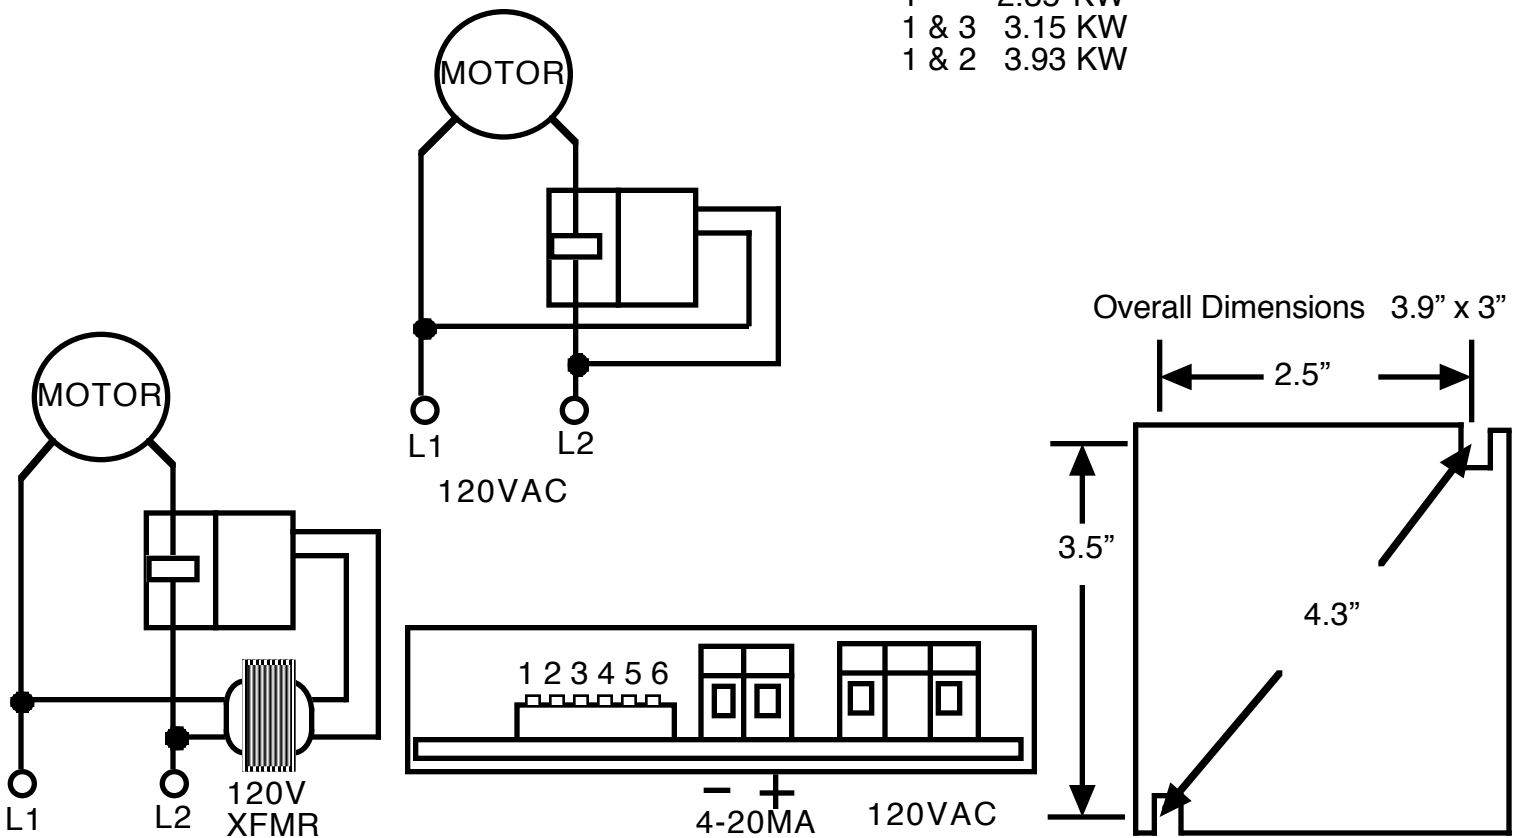 1 & 3 3.15 KW
1 & 2 3.93 KW
MOTOR
Overall Dimensions 3.9” x 3”
2.5”
MOTOR
L1
L2
120VAC
3.5”
4.3”
1 2 3 4 5 6
L1
L2
120V
XFMR
− +
4-20MA
120VAC